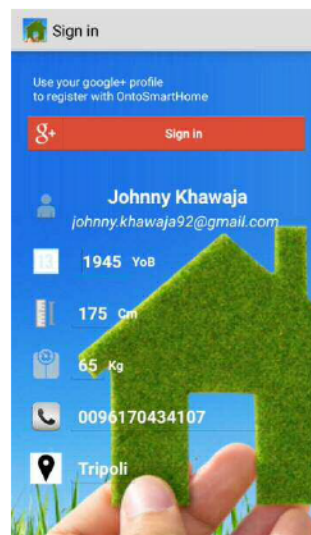 Sign in
Use your google+ profile
to register with OntoSmartHome
g+ Sign in
Johnny Khawaja
johnny.khawaja92@gmail.com
13 1945 YoB
175 Cm
65 Kg
0096170434107
Tripoli